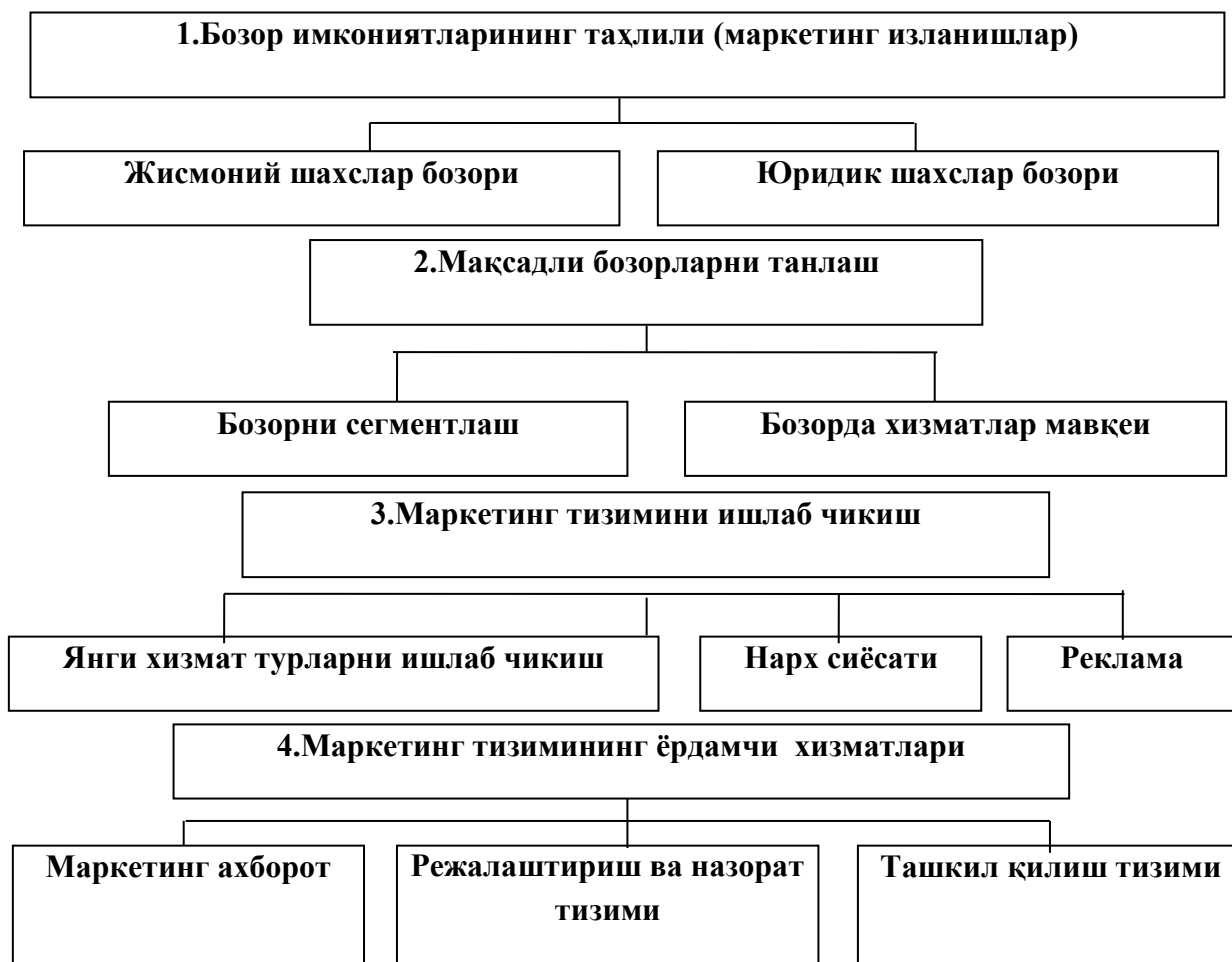 1.Бозор имкониятларининг таҳлили (маркетинг изланишлар)
Жисмоний шахслар бозори
Юридик шахслар бозори
2.Мақсадли бозорларни танлаш
Бозорни сегментлаш
Бозорда хизматлар мавқеи
3.Маркетинг тизимини ишлаб чикиш
Янги хизмат турларни ишлаб чикиш
Нарх сиёсати
Реклама
4.Маркетинг тизимининг ёрдамчи хизматлари
Маркетинг ахборот
Режалаштириш ва назорат
тизими
Ташкил қилиш тизими